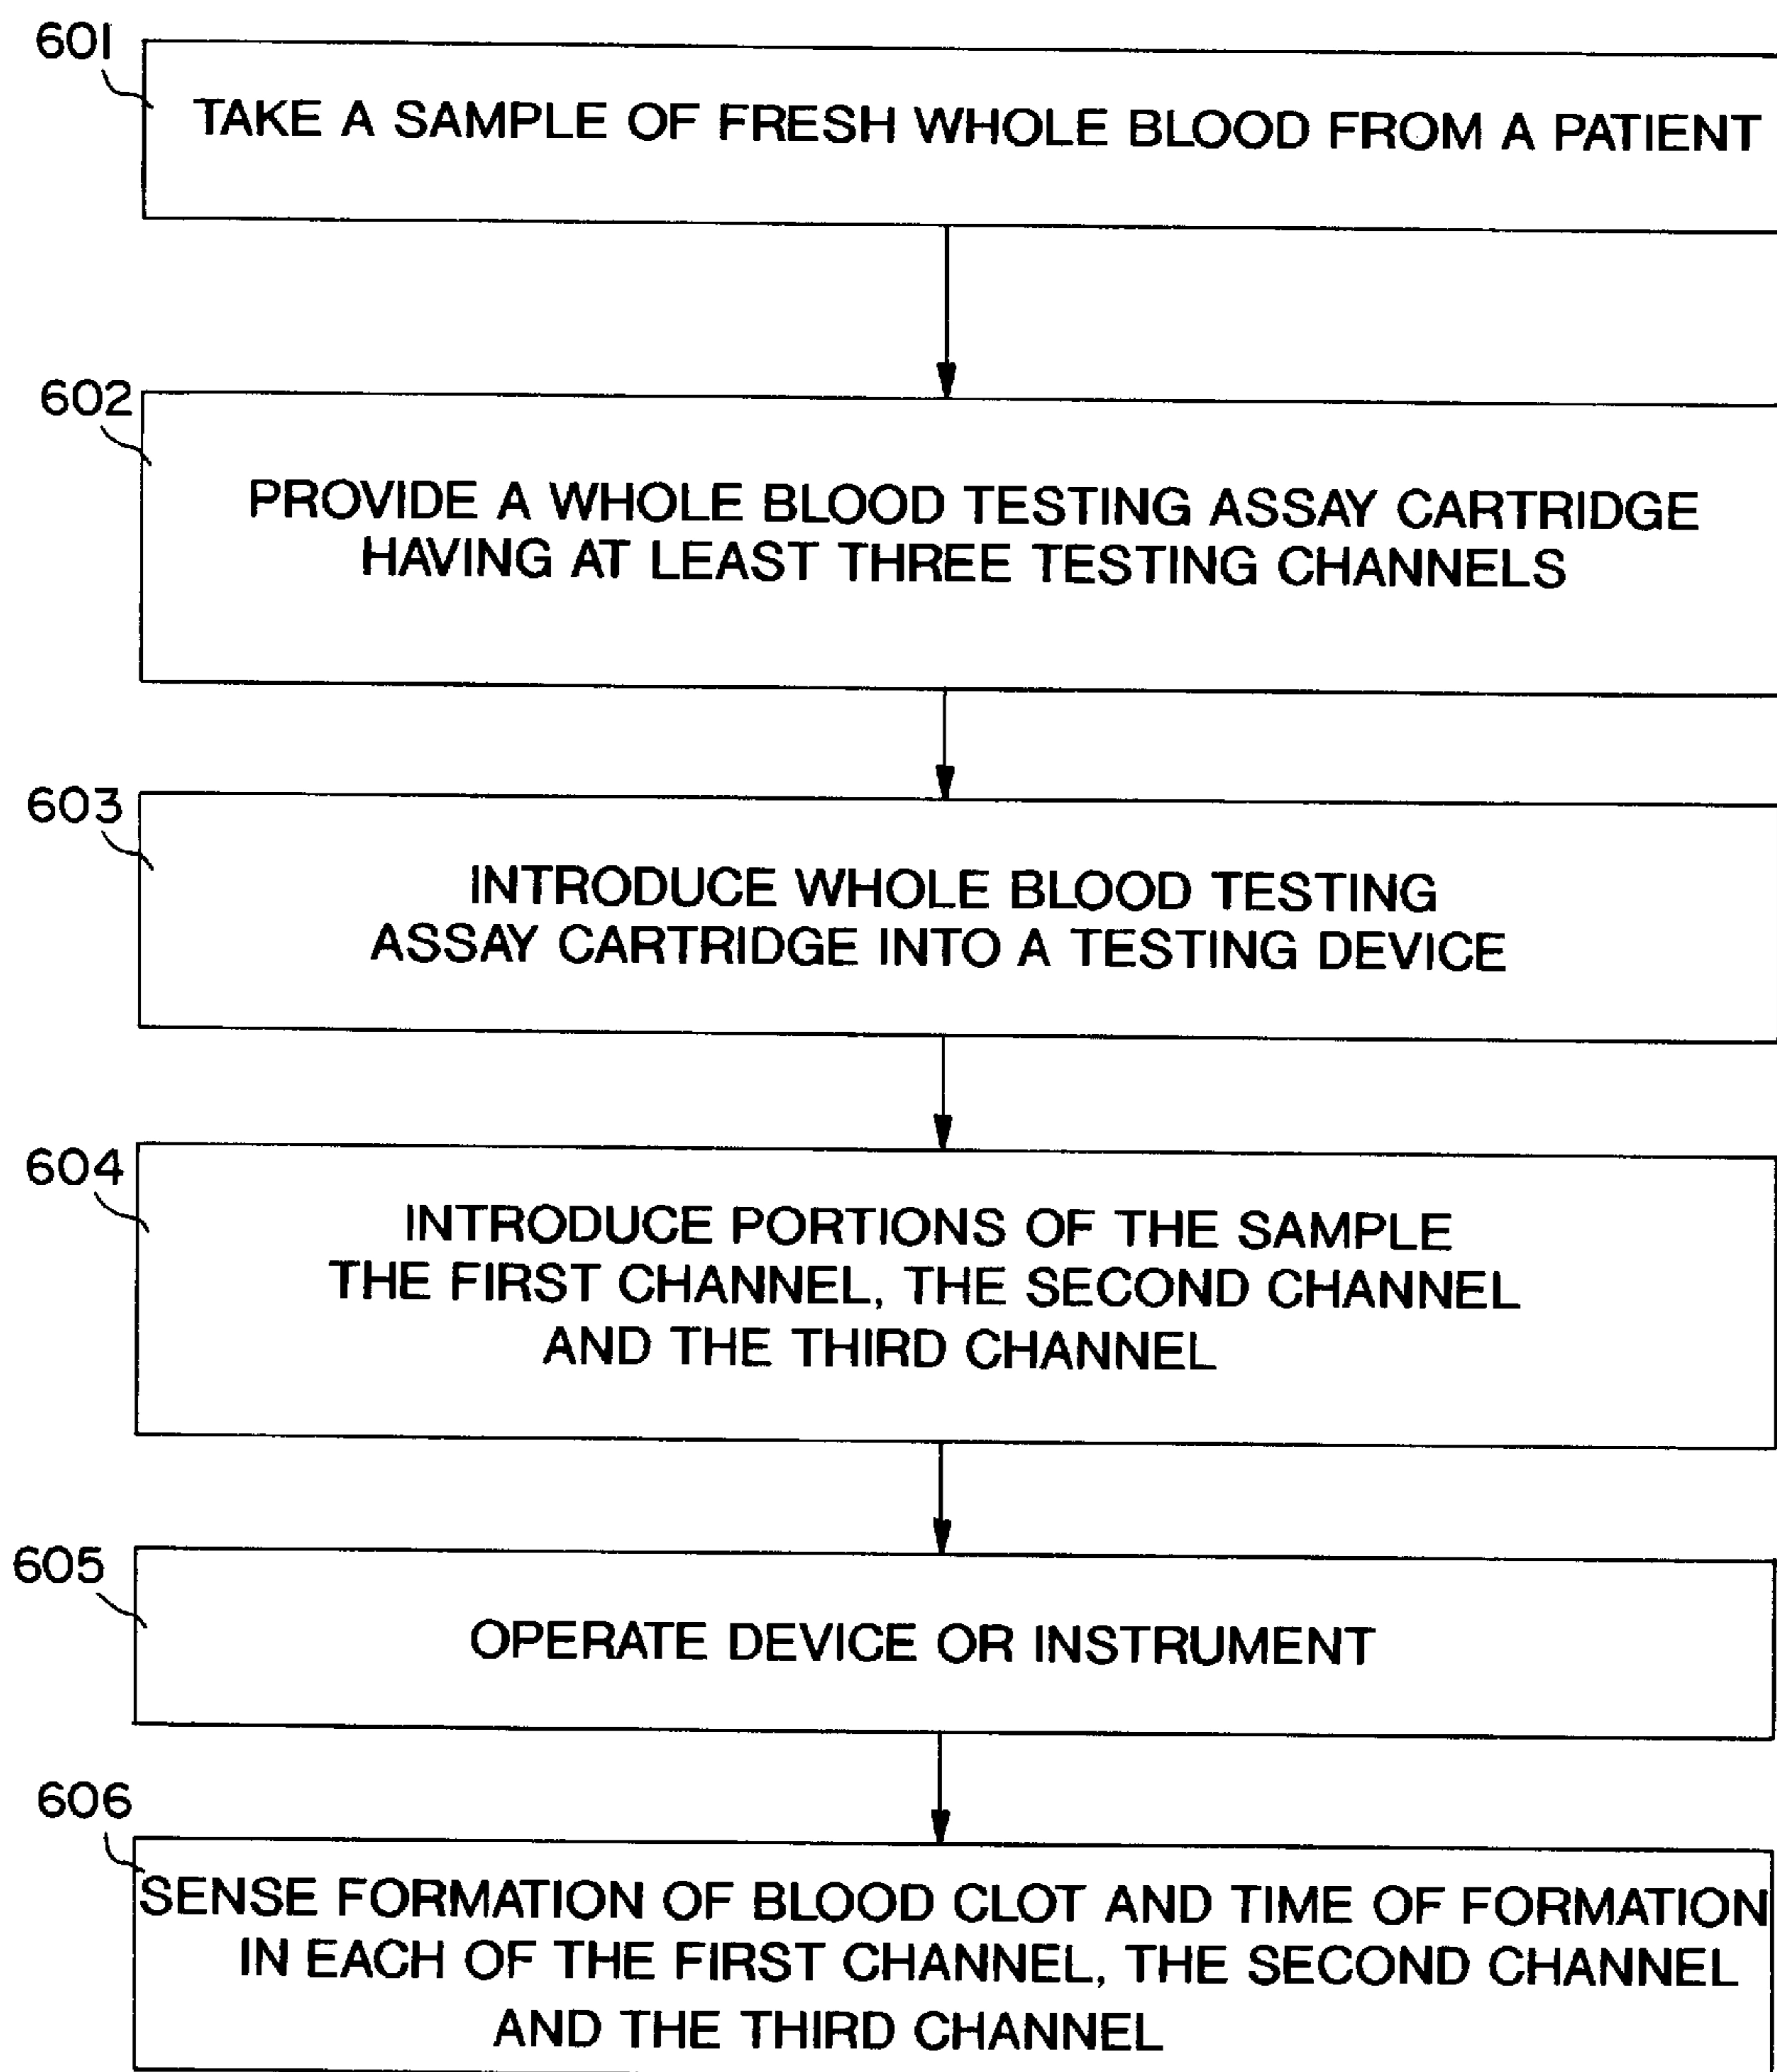 601
TAKE A SAMPLE OF FRESH WHOLE BLOOD FROM A PATIENT
602
PROVIDE A WHOLE BLOOD TESTING ASSAY CARTRIDGE
HAVING AT LEAST THREE TESTING CHANNELS
603
INTRODUCE WHOLE BLOOD TESTING
ASSAY CARTRIDGE INTO A TESTING DEVICE
604
INTRODUCE PORTIONS OF THE SAMPLE
THE FIRST CHANNEL, THE SECOND CHANNEL
AND THE THIRD CHANNEL
605
OPERATE DEVICE OR INSTRUMENT
606
SENSE FORMATION OF BLOOD CLOT AND TIME OF FORMATION
IN EACH OF THE FIRST CHANNEL, THE SECOND CHANNEL
AND THE THIRD CHANNEL